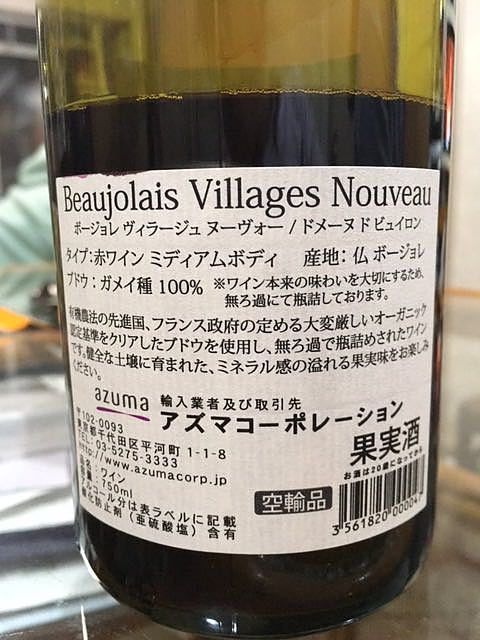 Beaujolais Villages Nouveau
ボージョレ ヴィラージュ ヌーヴォー / ドメーヌ ド ビュイロン
タイプ:赤ワイン ミディアムボディ 産地: 仏 ボージョレ
ブドウ: ガメイ種 100% ※ワイン本来の味わいを大切にするため、
無ろ過にて瓶詰しております。
有機農法の先進国、フランス政府の定める大変厳しいオーガニック
認定基準をクリアしたブドウを使用し、無ろ過で瓶詰めされたワイン
です。健全な土壌に育まれた、ミネラル感の溢れる果実味をお楽しみ
ください。
azuma 輸入業者及び取引先
アズマコーポレーション
〒102-0093
東京都千代田区平河町 1-1-8
03-5275-3333
http://www.azumacorp.jp
果実酒
お酒は20歳になってから
品名: ワイン
容量: 750ml
アルコール分は表ラベルに記載
酸化防止剤(亜硫酸塩)含有
空輸品
3 561820 000042